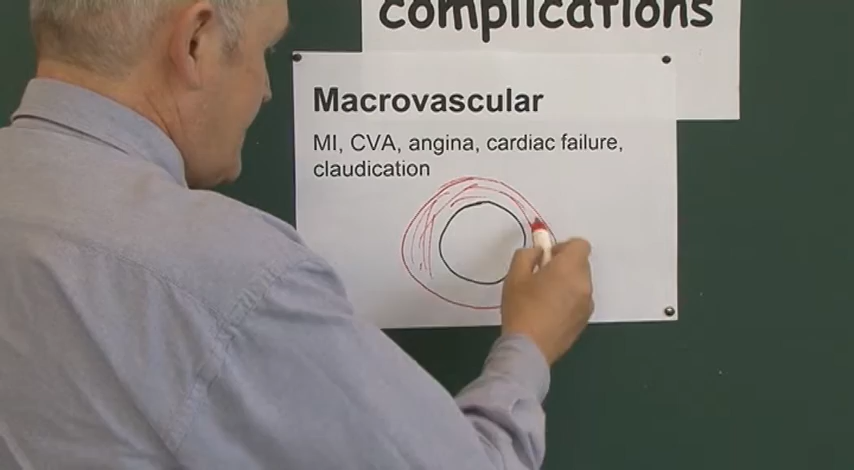 complications
Macrovascular
MI, CVA, angina, cardiac failure,
claudication